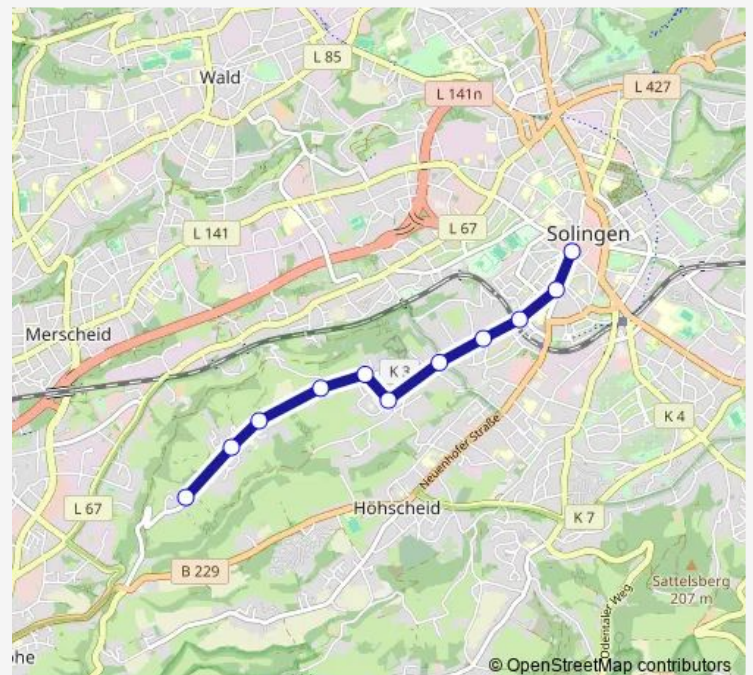 L 85
Wald
L 427
L 141n
L 67
Solingen
L 141
Merscheid
K 3
K 4
Neuenhofer Straße
L 67
Höhscheid
K 7
B 229
Sattelsberg
207 m
Odentaler Weg
ohe
© OpenStreetMap contributors